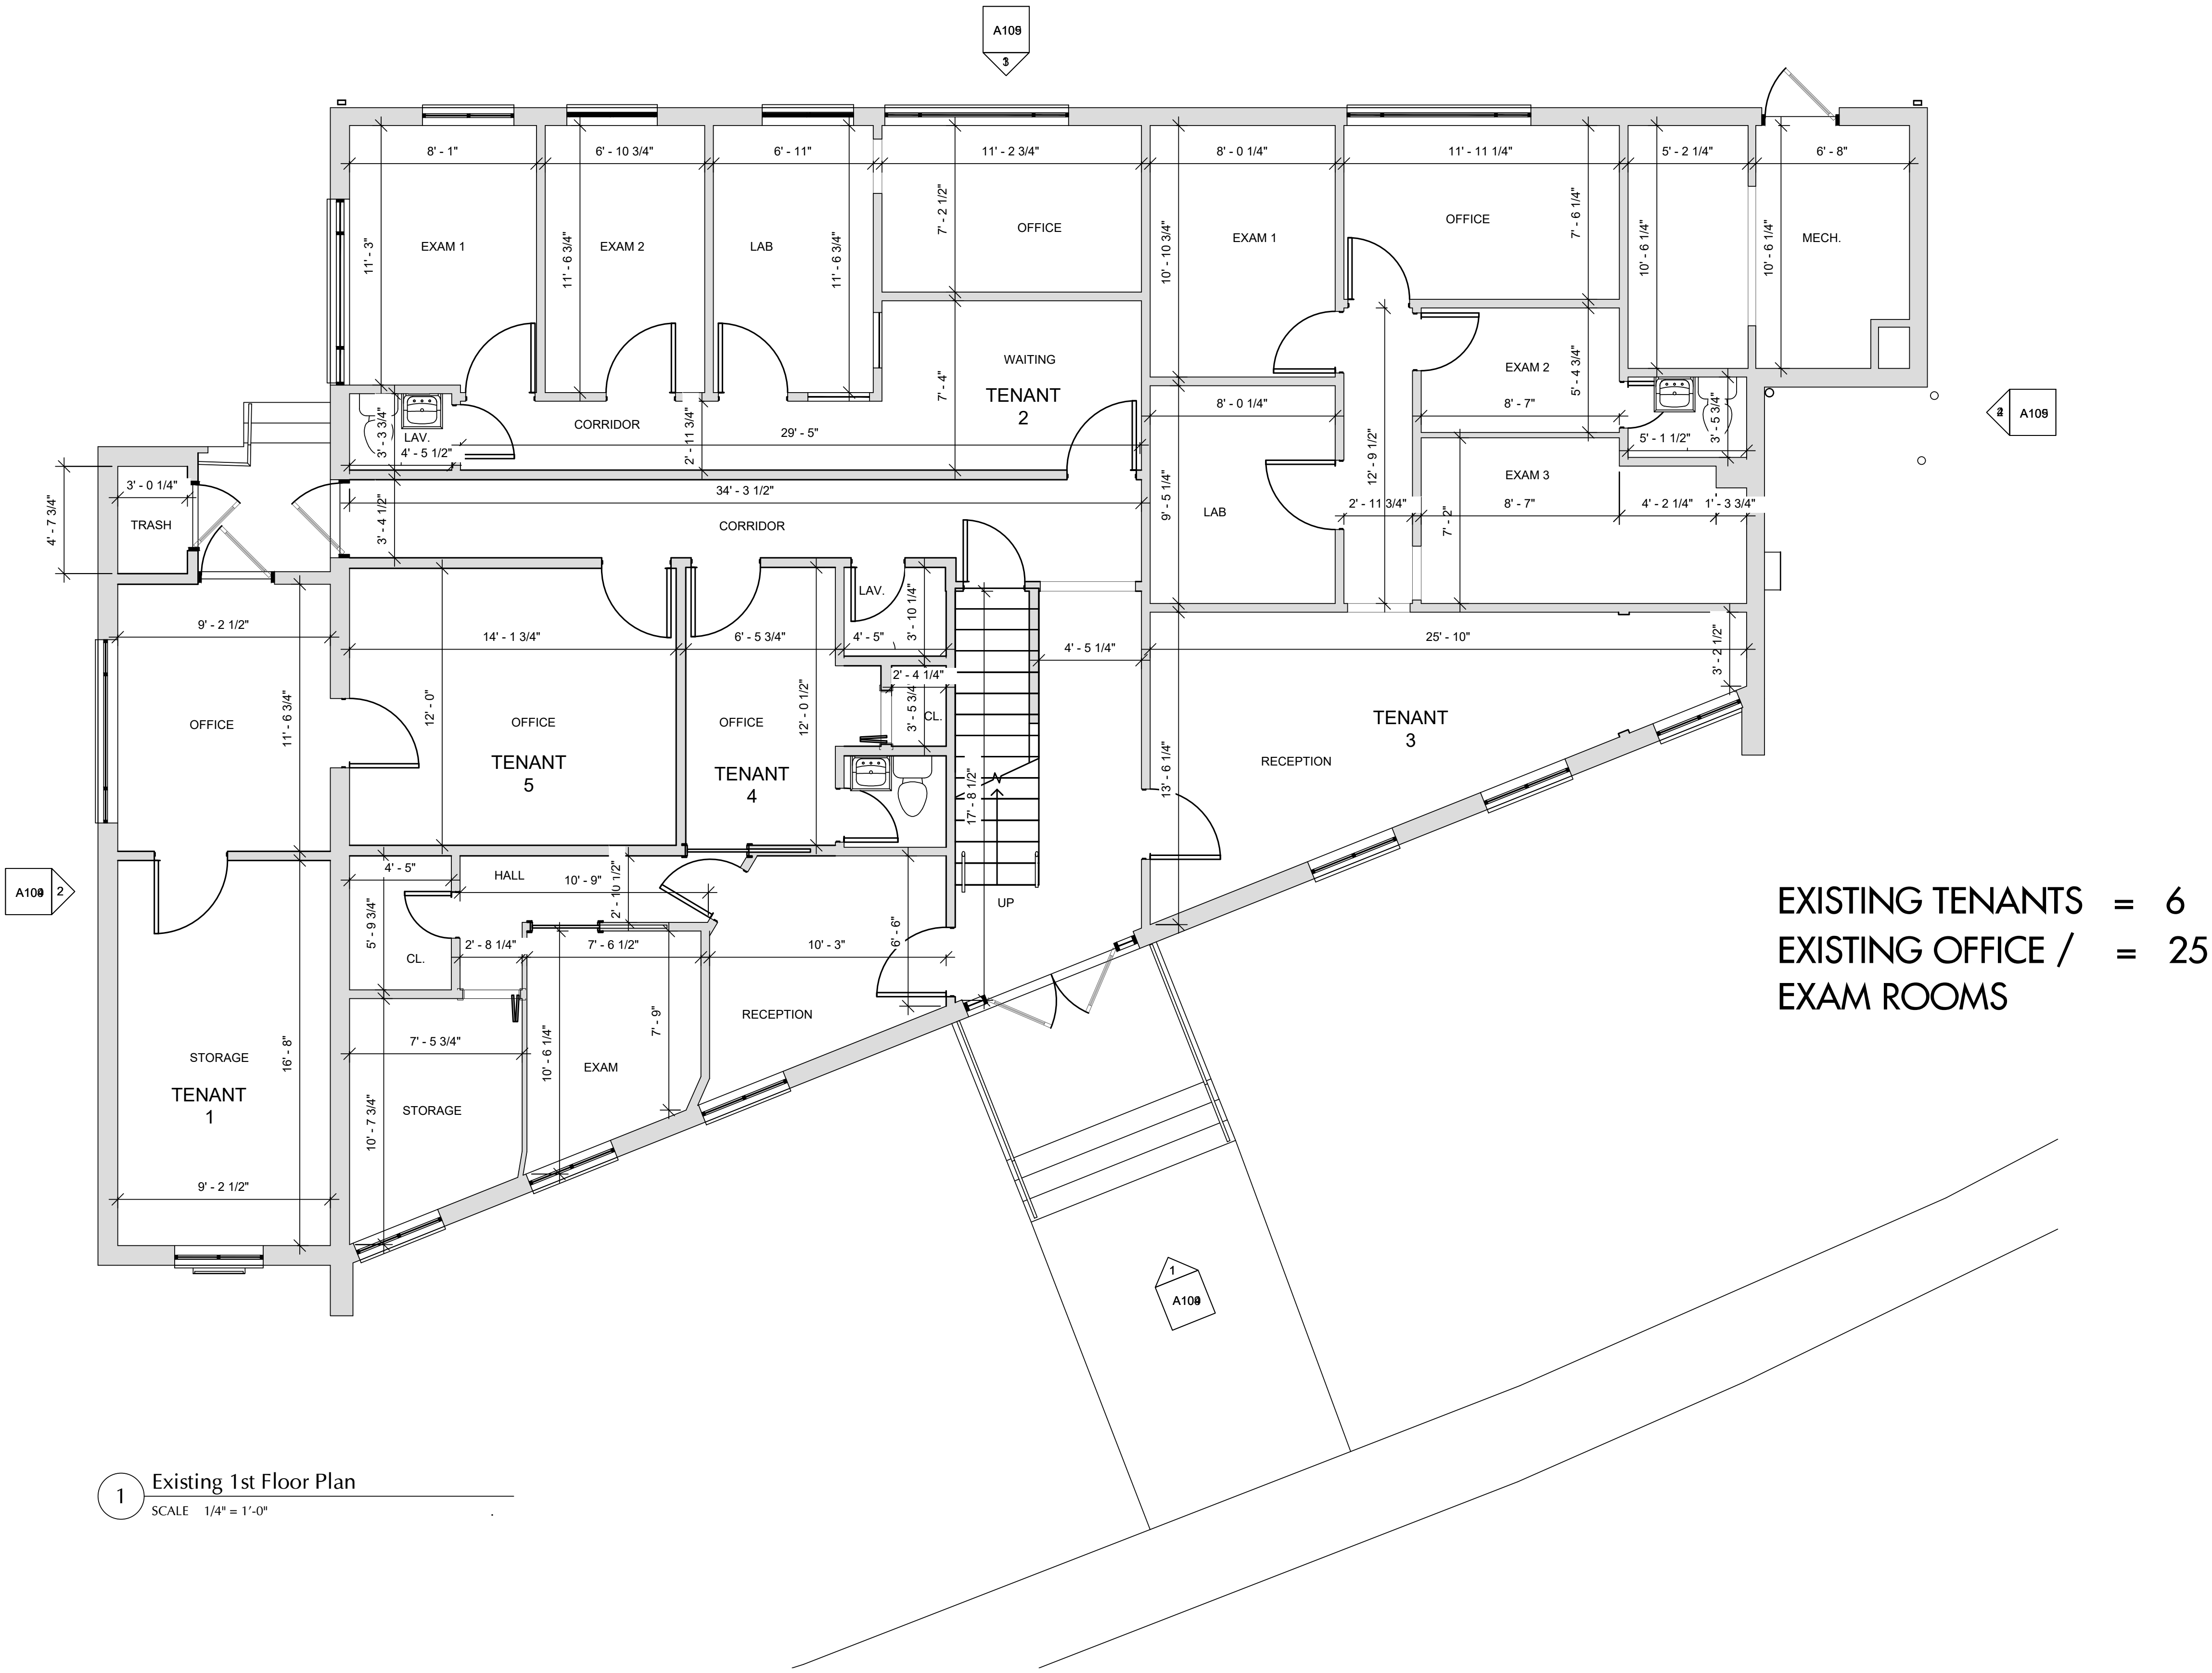 A109
3
8' - 1"
6' - 10 3/4"
6' - 11"
11' - 2 3/4"
8' - 0 1/4"
11' - 11 1/4"
5' - 2 1/4"
6' - 8"
11' - 3"
EXAM 1
11' - 6 3/4"
EXAM 2
LAB
11' - 6 3/4"
7' - 2 1/2"
OFFICE
10' - 10 3/4"
EXAM 1
OFFICE
7' - 6 1/4"
10' - 6 1/4"
10' - 6 1/4"
MECH.
WAITING
TENANT
2
7' - 4"
EXAM 2
5' - 4 3/4"
8' - 0 1/4"
8' - 7"
3' - 5 3/4"
5' - 1 1/2"
A109
3' - 3 3/4"
LAV.
4' - 5 1/2"
CORRIDOR
2' - 11 3/4"
29' - 5"
12' - 9 1/2"
EXAM 3
3' - 0 1/4"
4' - 7 3/4"
TRASH
34' - 3 1/2"
3' - 4 1/2"
CORRIDOR
9' - 5 1/4"
LAB
2' - 11 3/4"
7' - 2"
8' - 7"
4' - 2 1/4"
1' - 3 3/4"
LAV.
3' - 10 1/4"
9' - 2 1/2"
14' - 1 3/4"
6' - 5 3/4"
4' - 5"
4' - 5 1/4"
25' - 10"
3' - 2 1/2"
2' - 4 1/4"
3' - 5 3/4"
CL.
OFFICE
11' - 6 3/4"
12' - 0"
OFFICE
TENANT
5
OFFICE
12' - 0 1/2"
TENANT
4
17' - 8 1/2"
13' - 6 1/4"
TENANT
3
RECEPTION
4' - 5"
HALL
10' - 9"
2' - 10 1/2"
UP
A109
2
5' - 9 3/4"
CL.
2' - 8 1/4"
7' - 6 1/2"
10' - 3"
6' - 6"
EXISTING TENANTS = 6
EXISTING OFFICE / = 25
EXAM ROOMS
RECEPTION
STORAGE
TENANT
1
16' - 8"
7' - 5 3/4"
10' - 6 1/4"
7' - 9"
EXAM
STORAGE
10' - 7 3/4"
9' - 2 1/2"
1
A109
1
Existing 1st Floor Plan
SCALE 1/4" = 1'-0"